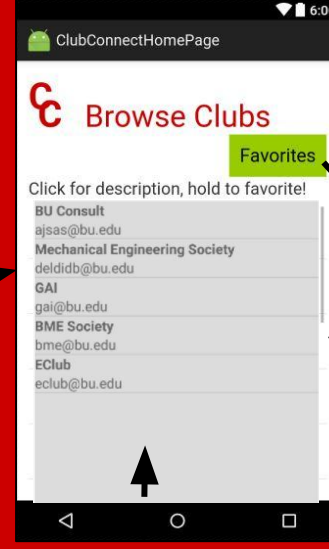 6:0
ClubConnectHomePage
CC Browse Clubs
Favorites
Click for description, hold to favorite!
BU Consult
ajsas@bu.edu
Mechanical Engineering Society
deldidb@bu.edu
GAI
gai@bu.edu
BME Society
bme@bu.edu
EClub
eclub@bu.edu